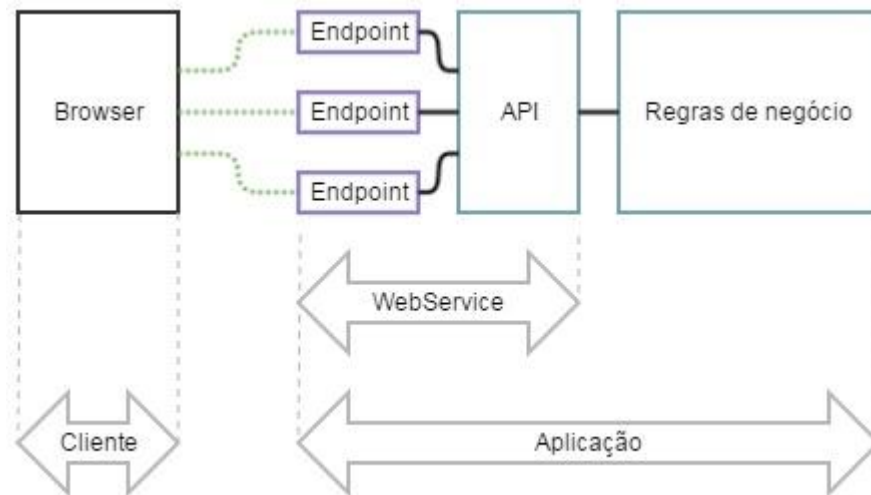 Browser
Endpoint
Endpoint
Endpoint
API
Regras de negócio
WebService
Cliente
Aplicação